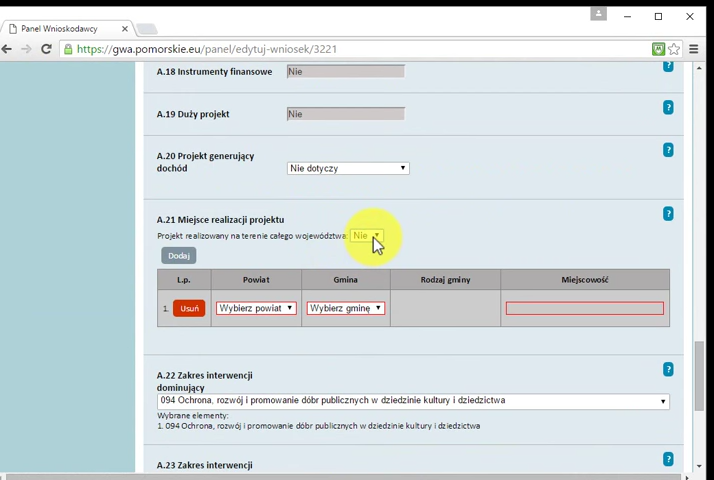 Panel Wnioskodawcy
https://gwa.pomorskie.eu/panel/edytuj-wniosek/3221
A.18 Instrumenty finansowe Nie ?
A.19 Duży projekt Nie ?
A.20 Projekt generujący
dochód Nie dotyczy ?
A.21 Miejsce realizacji projektu ?
Projekt realizowany na terenie całego województwa: Nie
Dodaj
L.p. Powiat Gmina Rodzaj gminy Miejscowość
1. Usuń Wybierz powiat Wybierz gminę
A.22 Zakres interwencji
dominujący ?
094 Ochrona, rozwój i promowanie dóbr publicznych w dziedzinie kultury i dziedzictwa
Wybrane elementy:
1. 094 Ochrona, rozwój i promowanie dóbr publicznych w dziedzinie kultury i dziedzictwa
A.23 Zakres interwencji ?